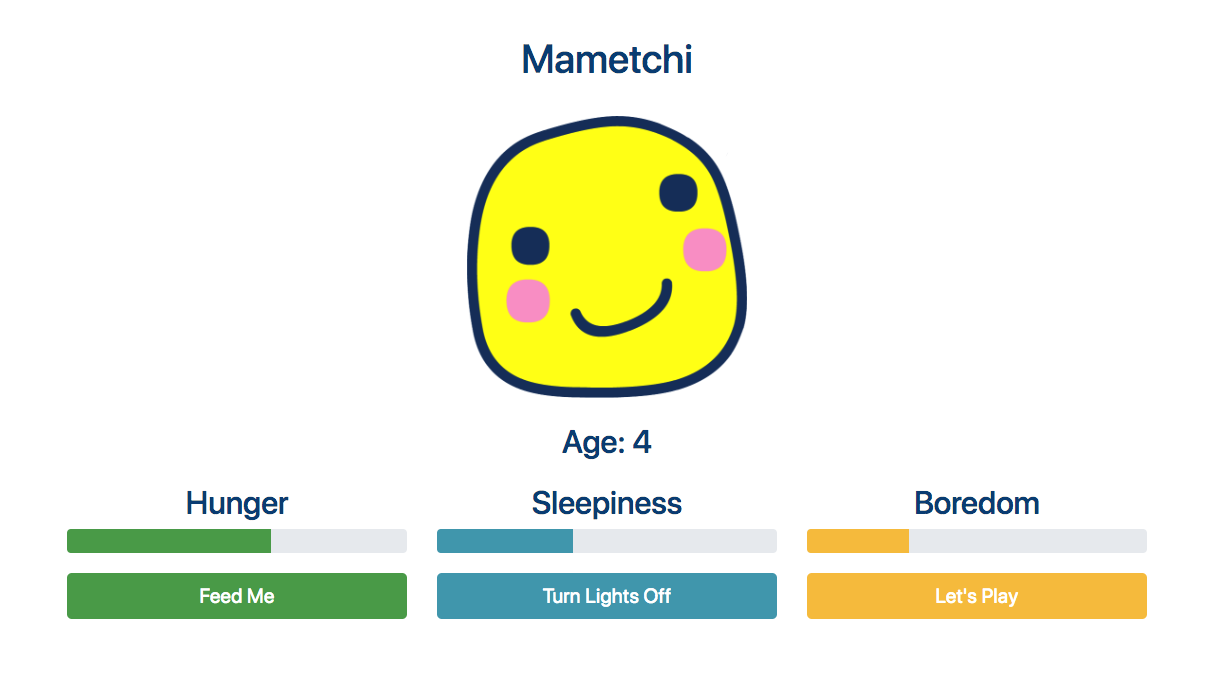 Mametchi
Age: 4
Hunger
Sleepiness
Boredom
Feed Me
Turn Lights Off
Let's Play